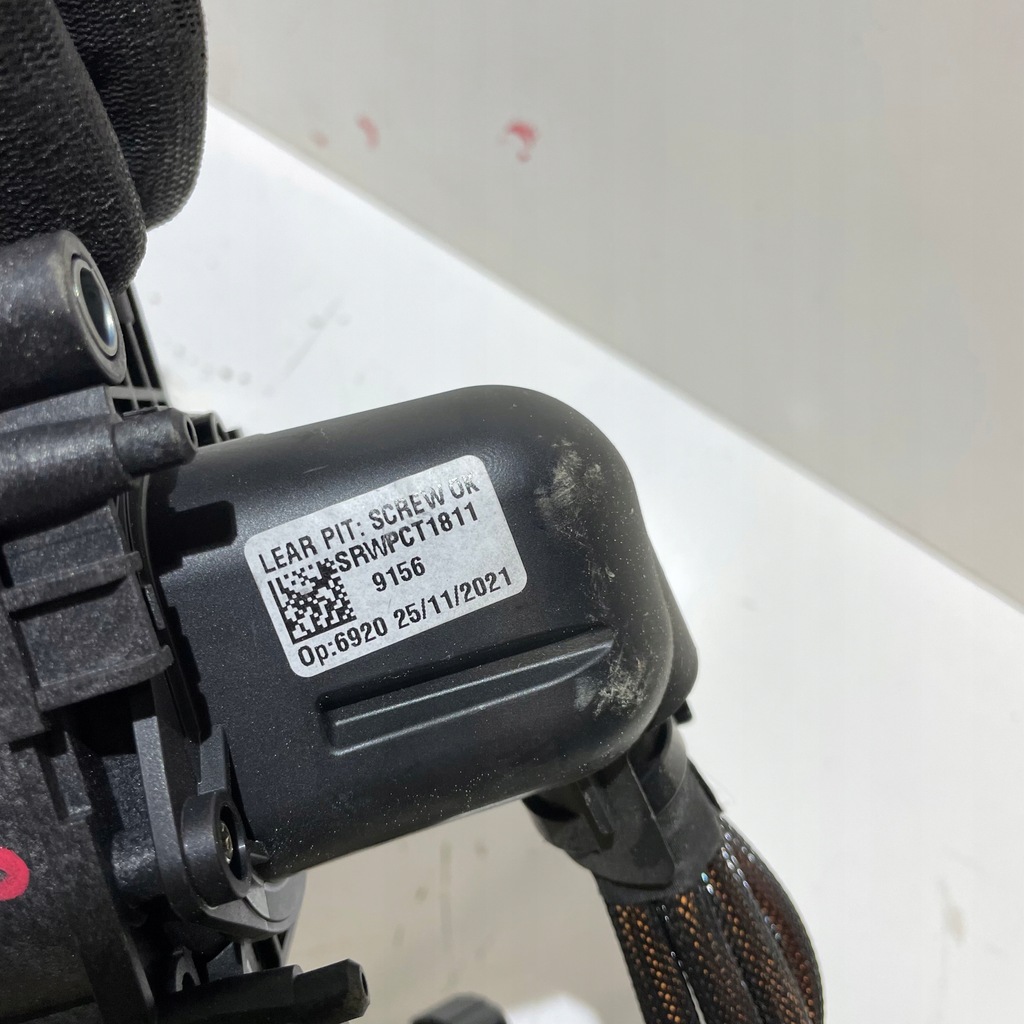 LEAR PIT: SCREW OK
SRWPCT1811
9156
Op:6920 25/11/2021